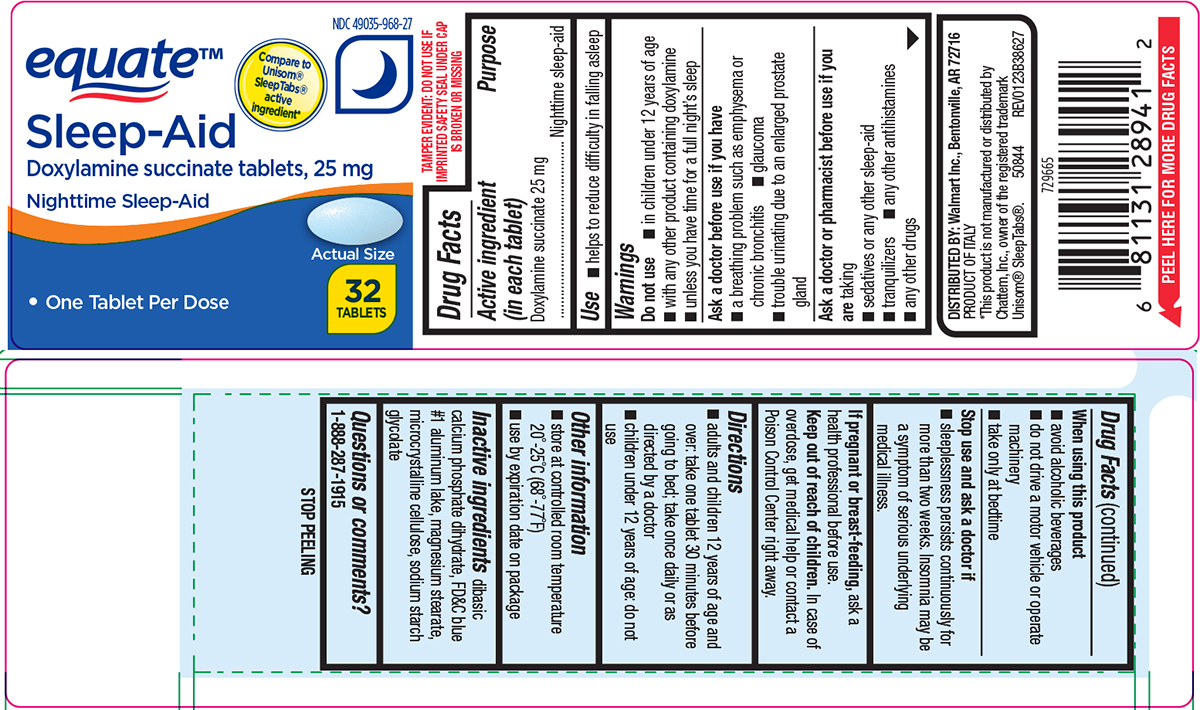 NDC 49035-968-27
equate™
Compare to
Unisom®
SleepTabs®
active
ingredient*
Sleep-Aid
Doxylamine succinate tablets, 25 mg
Nighttime Sleep-Aid
Actual Size
• One Tablet Per Dose
32
TABLETS
TAMPER EVIDENT: DO NOT USE IF
IMPRINTED SAFETY SEAL UNDER CAP
IS BROKEN OR MISSING
Drug Facts
Active ingredient Purpose
(in each tablet)
Doxylamine succinate 25 mg ........................ Nighttime sleep-aid
Use ■ helps to reduce difficulty in falling asleep
Warnings
Do not use ■ in children under 12 years of age
■ with any other product containing doxylamine
■ unless you have time for a full night's sleep
Ask a doctor before use if you have
■ a breathing problem such as emphysema or
chronic bronchitis ■ glaucoma
■ trouble urinating due to an enlarged prostate
gland
Ask a doctor or pharmacist before use if you
are taking
■ sedatives or any other sleep-aid
■ tranquilizers ■ any other antihistamines
■ any other drugs
DISTRIBUTED BY: Walmart Inc., Bentonville, AR 72716
PRODUCT OF ITALY
*This product is not manufactured or distributed by
Chattem, Inc., owner of the registered trademark
Unisom® SleepTabs®. 50844 REV0123B38627
729665
6 81131 28941 2
PEEL HERE FOR MORE DRUG FACTS
Drug Facts (continued)
When using this product
■ avoid alcoholic beverages
■ do not drive a motor vehicle or operate
machinery
■ take only at bedtime
Stop use and ask a doctor if
■ sleeplessness persists continuously for
more than two weeks. Insomnia may be
a symptom of serious underlying
medical illness.
If pregnant or breast-feeding, ask a
health professional before use.
Keep out of reach of children. In case of
overdose, get medical help or contact a
Poison Control Center right away.
Directions
■ adults and children 12 years of age and
over: take one tablet 30 minutes before
going to bed; take once daily or as
directed by a doctor
■ children under 12 years of age: do not
use
Other information
■ store at controlled room temperature
20°-25°C (68°-77°F)
■ use by expiration date on package
Inactive ingredients dibasic
calcium phosphate dihydrate, FD&C blue
#1 aluminum lake, magnesium stearate,
microcrystalline cellulose, sodium starch
glycolate
Questions or comments?
1-888-287-1915
STOP PEELING